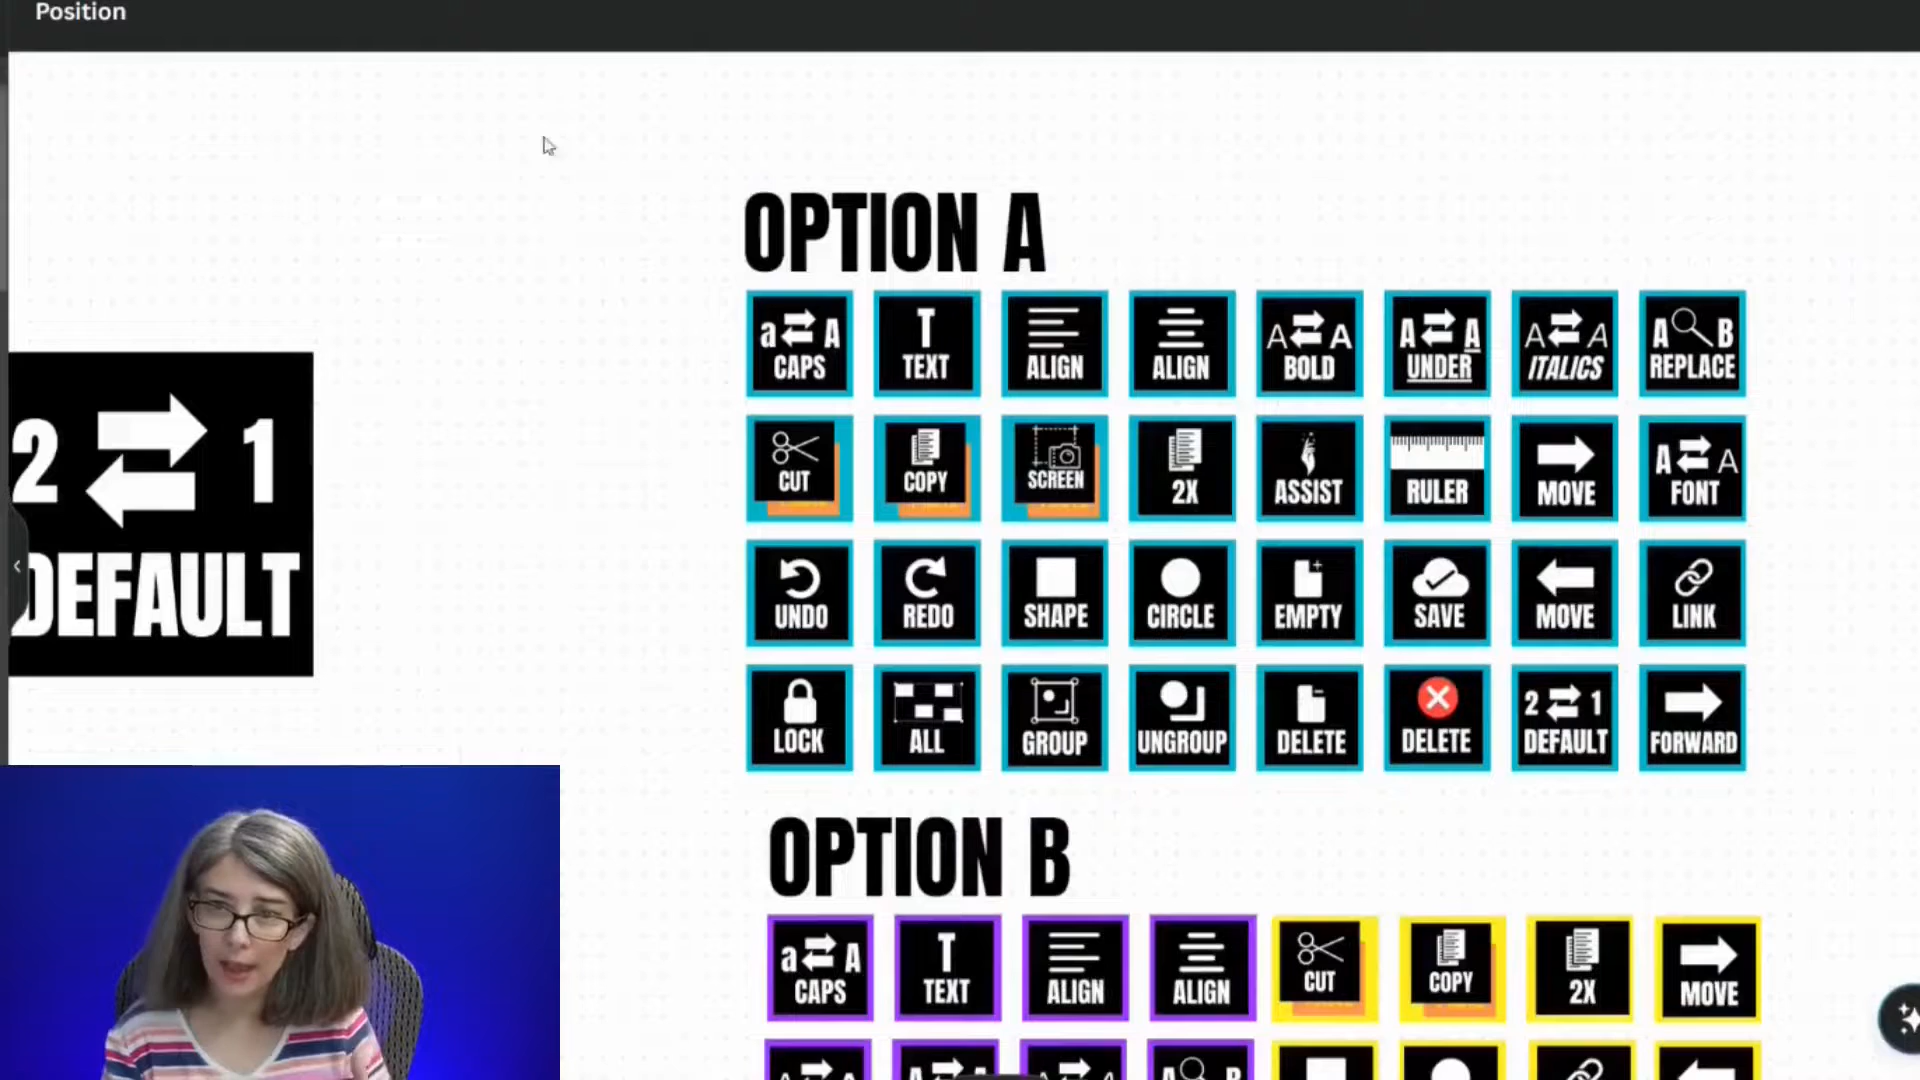 Position
2 1
DEFAULT
OPTION A
a A
CAPS
T
TEXT
ALIGN
ALIGN
A A
BOLD
A A
UNDER
A A
ITALICS
A B
REPLACE
CUT
COPY
SCREEN
2X
ASSIST
RULER
MOVE
A A
FONT
UNDO
REDO
SHAPE
CIRCLE
EMPTY
SAVE
MOVE
LINK
LOCK
ALL
GROUP
UNGROUP
DELETE
DELETE
2 1
DEFAULT
FORWARD
OPTION B
a A
CAPS
T
TEXT
ALIGN
ALIGN
CUT
COPY
2X
MOVE
A B